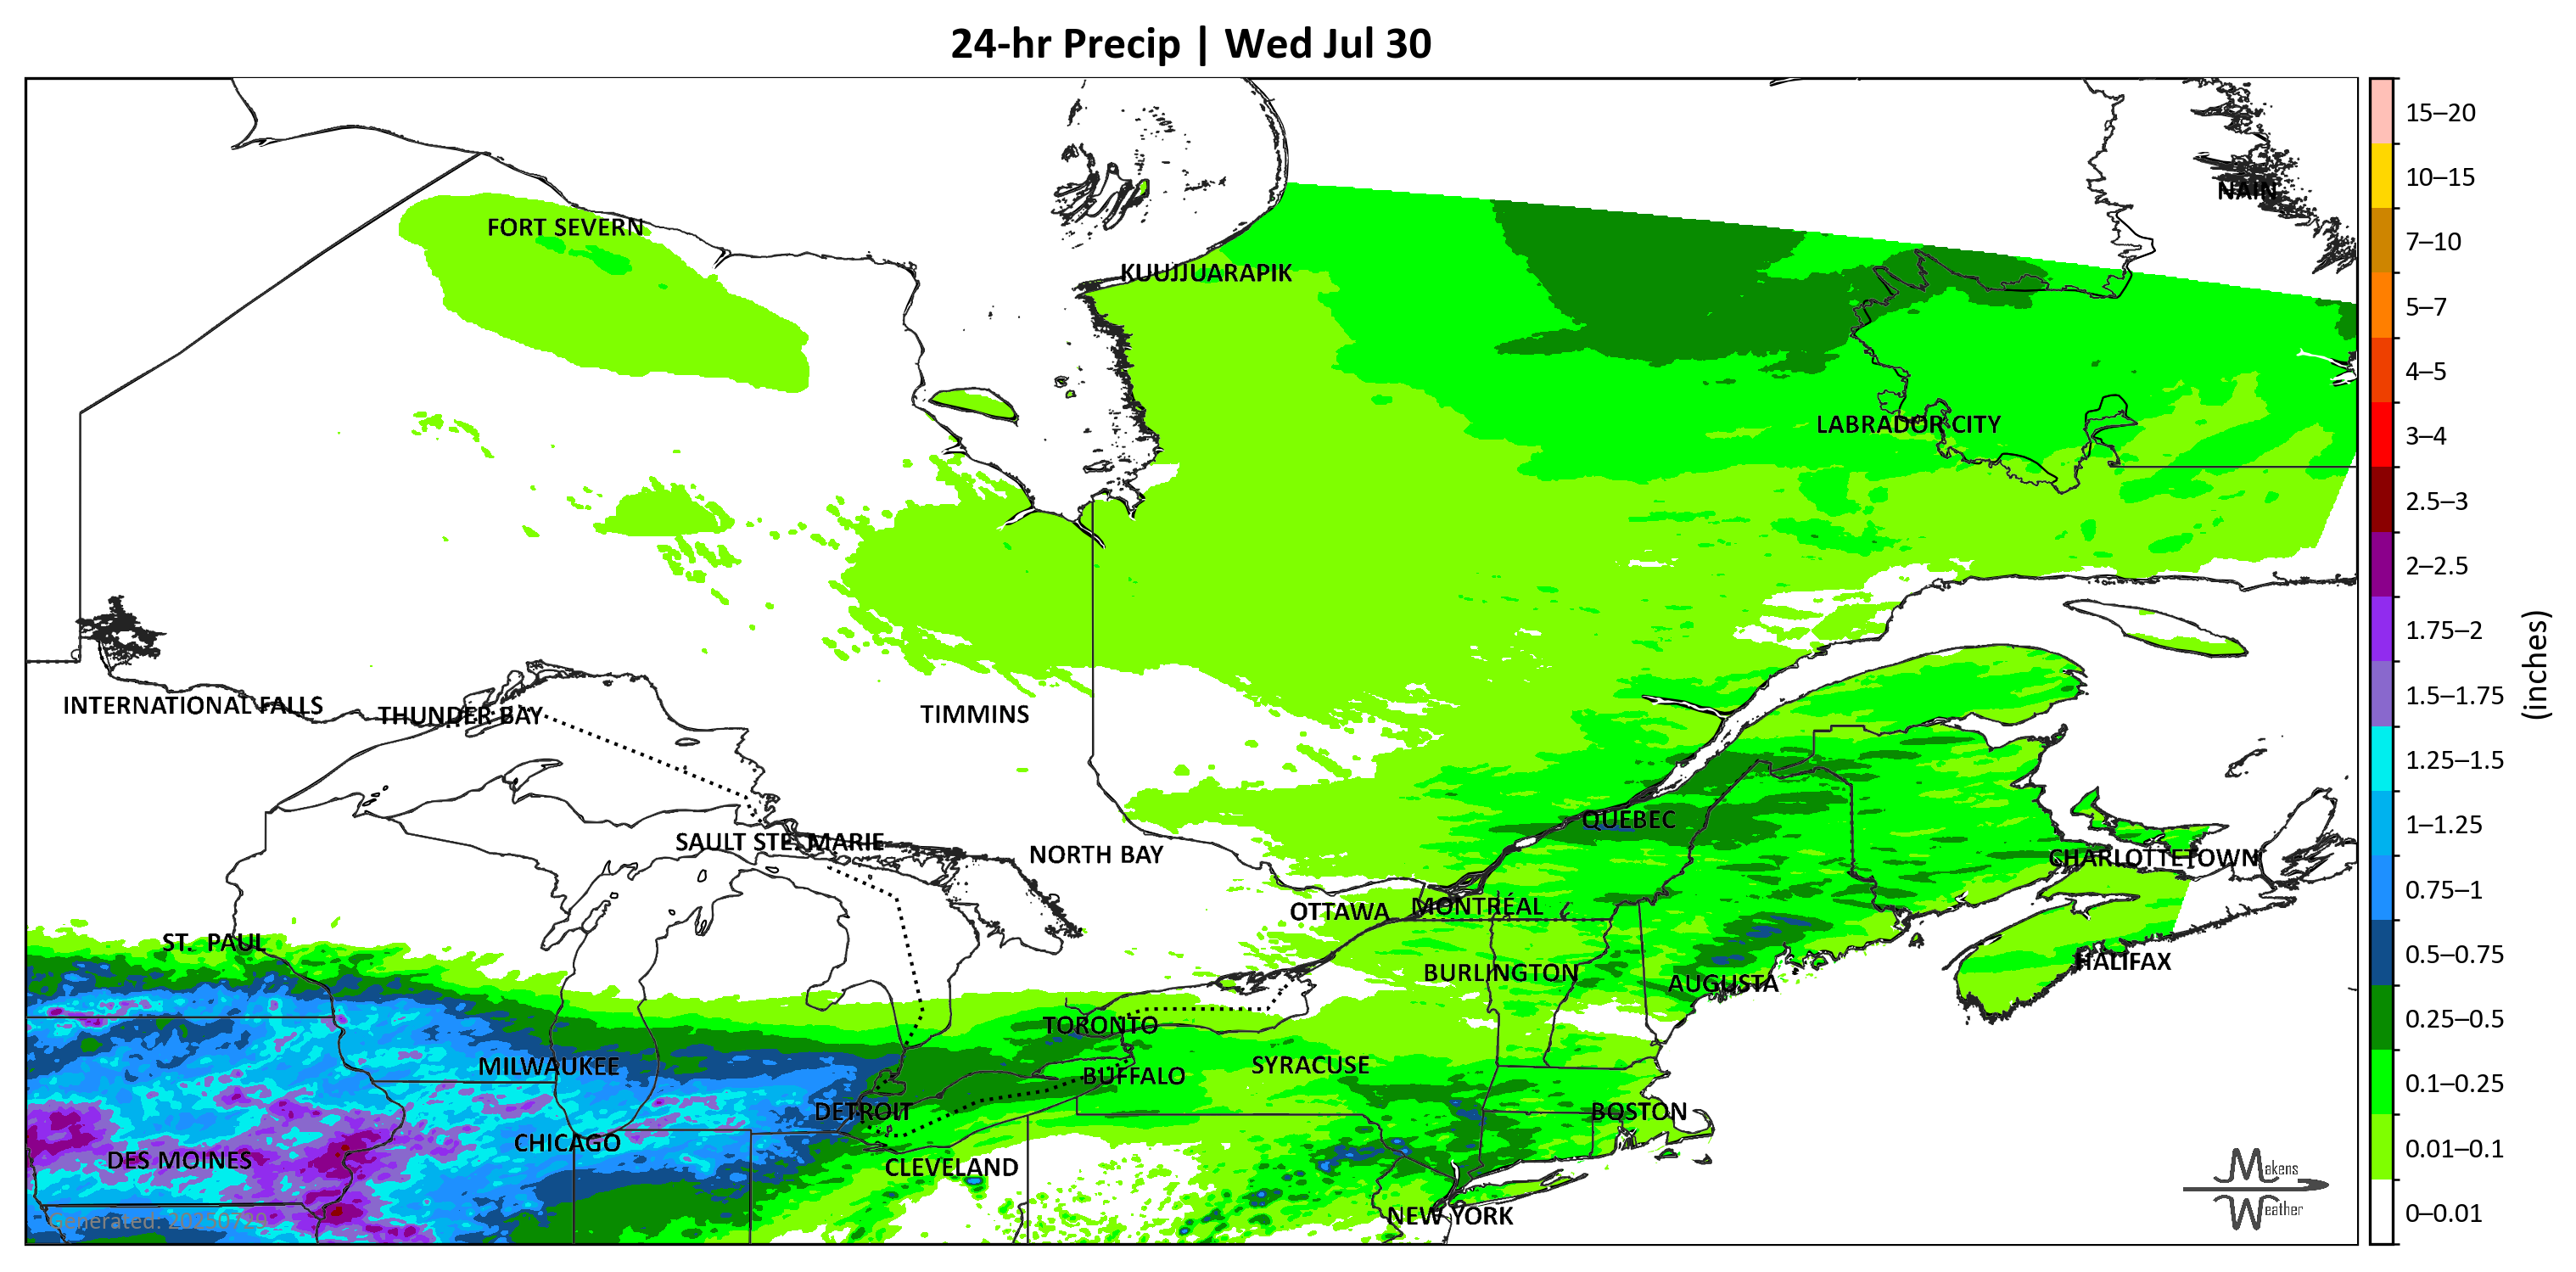 24-hr Precip | Wed Jul 30
15–20
10–15
7–10
5–7
4–5
3–4
2.5–3
2–2.5
1.75–2
1.5–1.75
1.25–1.5
1–1.25
0.75–1
0.5–0.75
0.25–0.5
0.1–0.25
0.01–0.1
0–0.01
(inches)
NAIN
FORT SEVERN
KUUJJUARAPIK
LABRADOR CITY
INTERNATIONAL FALLS
THUNDER BAY
TIMMINS
QUEBEC
SAULT STE. MARIE
NORTH BAY
CHARLOTTETOWN
OTTAWA
MONTRÉAL
ST. PAUL
HALIFAX
BURLINGTON
AUGUSTA
TORONTO
MILWAUKEE
SYRACUSE
BUFFALO
DETROIT
BOSTON
CHICAGO
DES MOINES
CLEVELAND
NEW YORK
Generated: 20250729
Makens
Weather